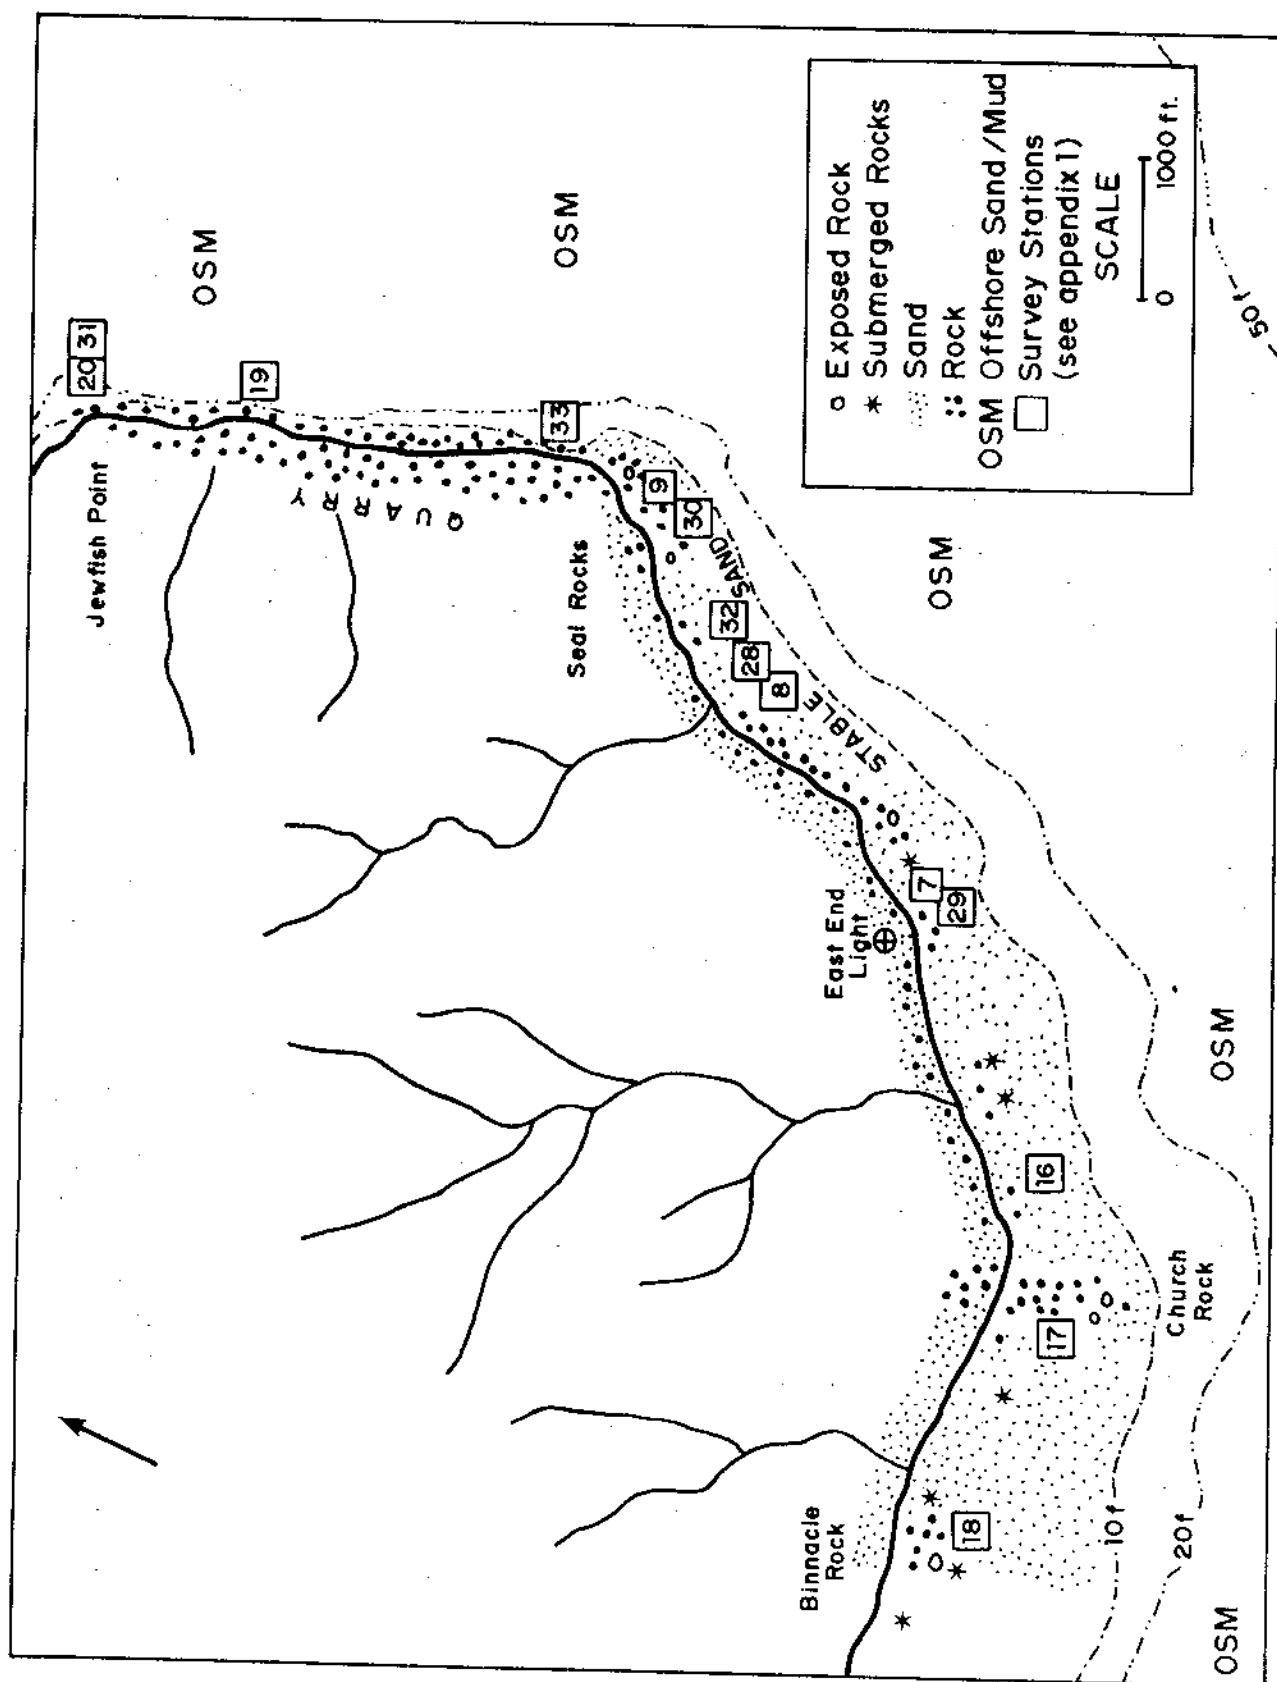 Jewfish Point
QUARRY
Seal Rocks
East End
Light
Binnacle
Rock
Church
Rock
STABLE SAND
20
31
19
33
9
30
32
28
8
7
29
16
17
18
OSM
OSM
OSM
OSM
OSM
10f
20f
50f
Exposed Rock
Submerged Rocks
Sand
Rock
OSM Offshore Sand/Mud
Survey Stations
(see appendix 1)
SCALE
0 1000 ft.